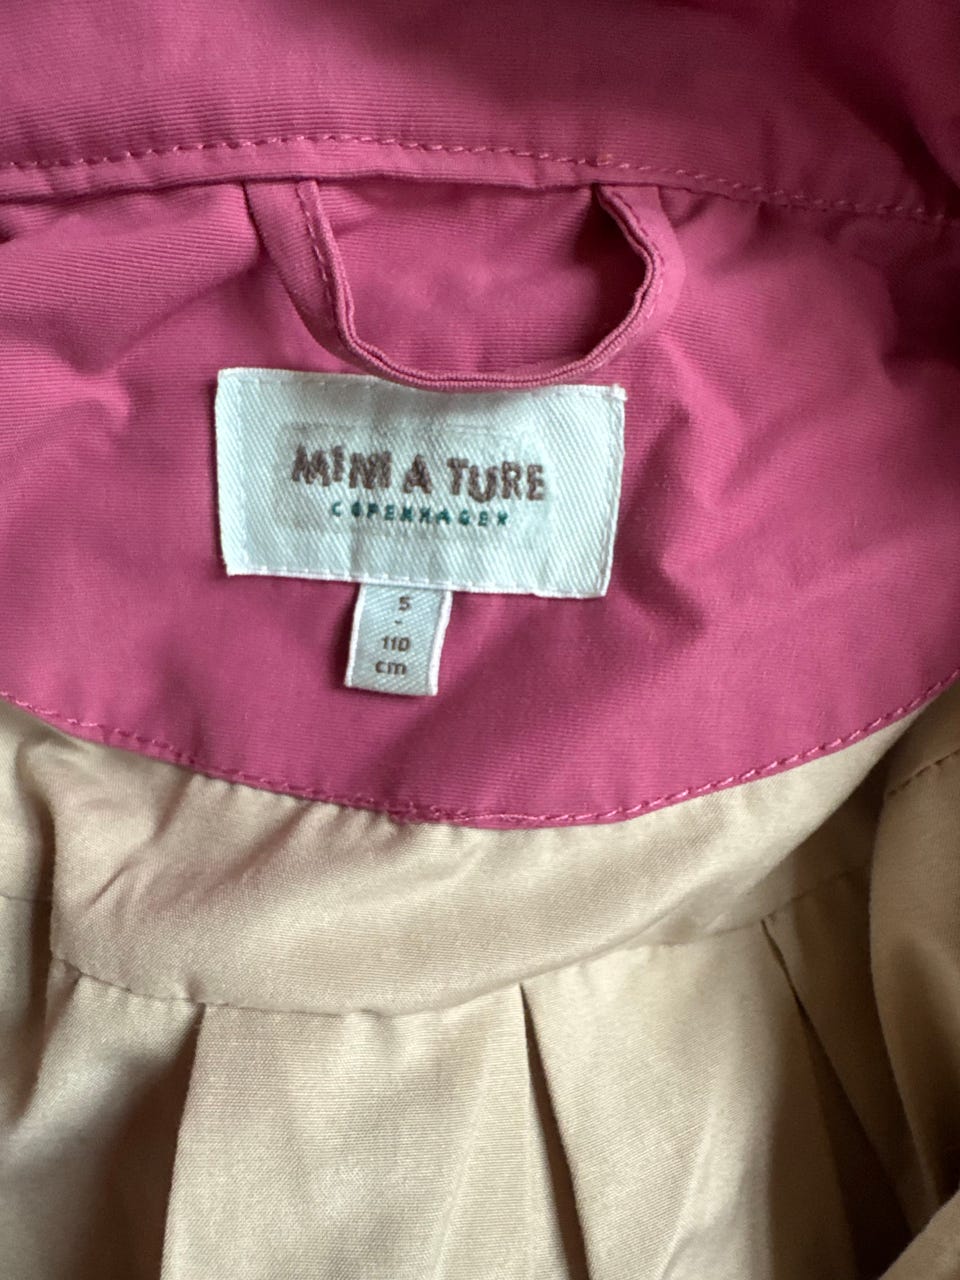 MINI A TURE
COPENHAGEN
5
-
110
cm